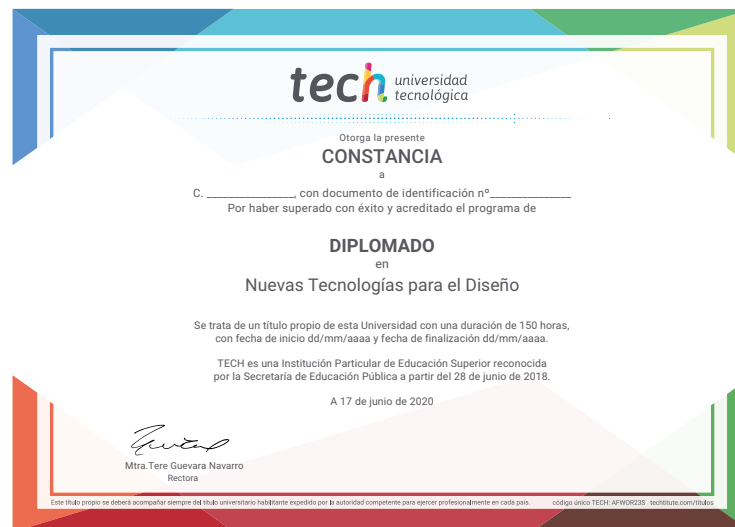 tech universidad
tecnológica
Otorga la presente
CONSTANCIA
a
C. ________________, con documento de identificación nº_______________
Por haber superado con éxito y acreditado el programa de
DIPLOMADO
en
Nuevas Tecnologías para el Diseño
Se trata de un título propio de esta Universidad con una duración de 150 horas,
con fecha de inicio dd/mm/aaaa y fecha de finalización dd/mm/aaaa.
TECH es una Institución Particular de Educación Superior reconocida
por la Secretaría de Educación Pública a partir del 28 de junio de 2018.
A 17 de junio de 2020
Mtra.Tere Guevara Navarro
Rectora
Este título propio se deberá acompañar siempre del título universitario habilitante expedido por la autoridad competente para ejercer profesionalmente en cada país. código único TECH: AFWOR23S techtitute.com/títulos